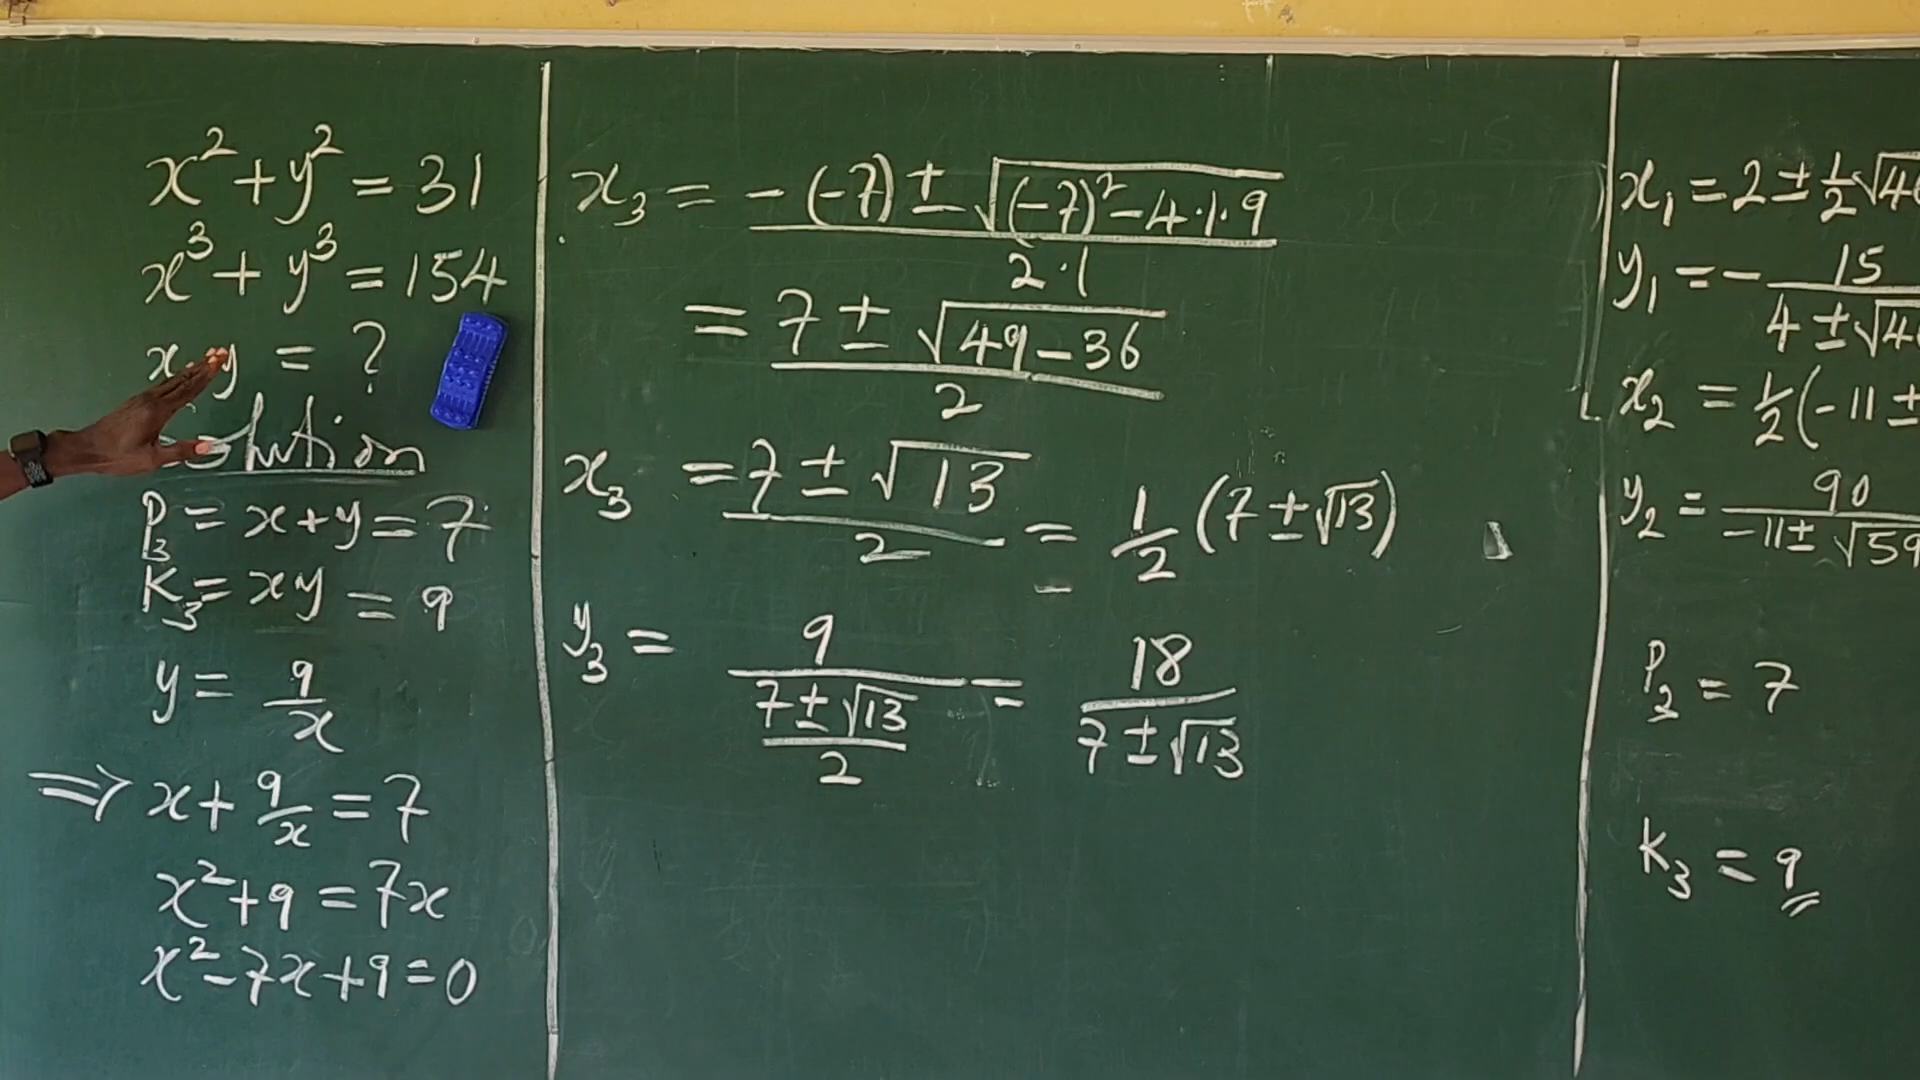 x² + y² = 31
x³ + y³ = 154
x, y = ?
Solution
P₃ = x + y = 7
K₃ = xy = 9
y = 9/x
⇒ x + 9/x = 7
x² + 9 = 7x
x² - 7x + 9 = 0
x₃ = (-(-7) ± √((-7)² - 4·1·9))/(2·1)
= (7 ± √(49 - 36))/2
x₃ = (7 ± √13)/2 = 1/2 (7 ± √13)
y₃ = 9/((7 ± √13)/2) = 18/(7 ± √13)
x₁ = 2 ± 1/2 √4
y₁ = - 15/(4 ± √4
x₂ = 1/2 (-11 ±
y₂ = 90/(-11 ± √59
P₃ = 7
K₃ = 9